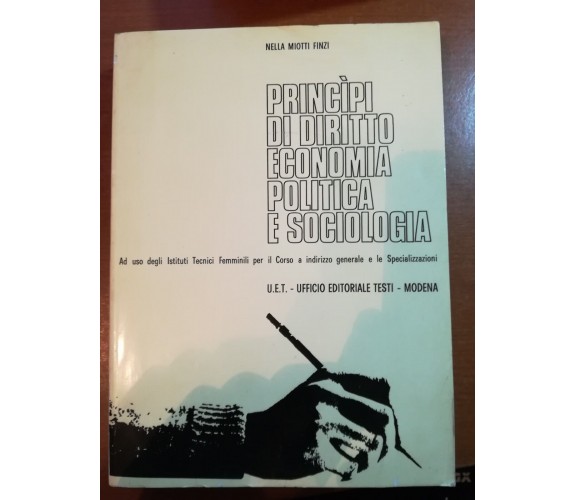 NELLA MIOTTI FINZI
PRINCÌPI
DI DIRITTO
ECONOMIA
POLITICA
E SOCIOLOGIA
Ad uso degli Istituti Tecnici Femminili per il Corso a indirizzo generale e le Specializzazioni
U.E.T. - UFFICIO EDITORIALE TESTI - MODENA